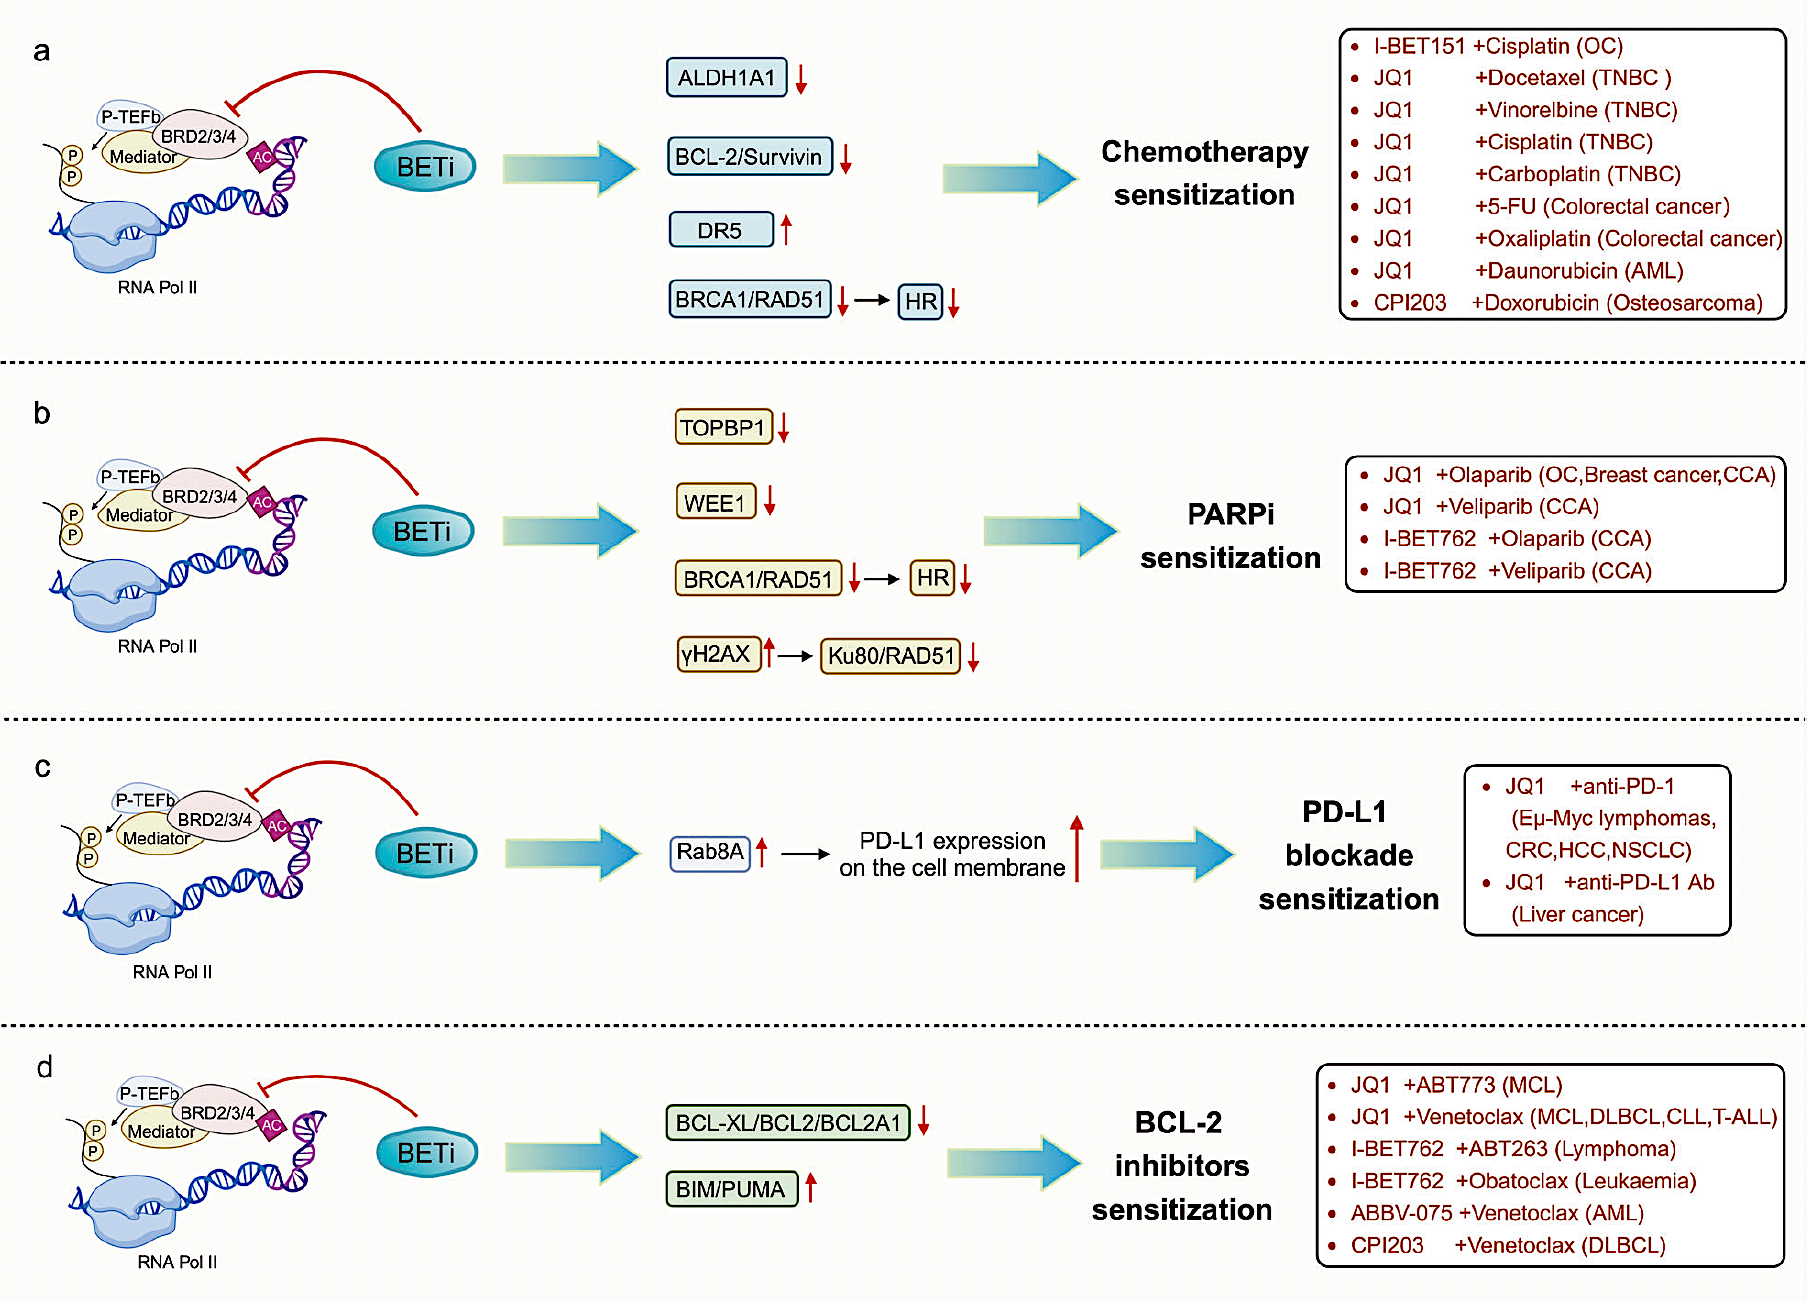 a
P-TEFb
BRD2/3/4
Mediator
AC
P
P
RNA Pol II
BETi
ALDH1A1
BCL-2/Survivin
DR5
BRCA1/RAD51
HR
Chemotherapy
sensitization
• I-BET151 +Cisplatin (OC)
• JQ1 +Docetaxel (TNBC )
• JQ1 +Vinorelbine (TNBC)
• JQ1 +Cisplatin (TNBC)
• JQ1 +Carboplatin (TNBC)
• JQ1 +5-FU (Colorectal cancer)
• JQ1 +Oxaliplatin (Colorectal cancer)
• JQ1 +Daunorubicin (AML)
• CPI203 +Doxorubicin (Osteosarcoma)
b
P-TEFb
BRD2/3/4
Mediator
AC
P
P
RNA Pol II
BETi
TOPBP1
WEE1
BRCA1/RAD51
HR
γH2AX
Ku80/RAD51
PARPi
sensitization
• JQ1 +Olaparib (OC,Breast cancer,CCA)
• JQ1 +Veliparib (CCA)
• I-BET762 +Olaparib (CCA)
• I-BET762 +Veliparib (CCA)
c
P-TEFb
BRD2/3/4
Mediator
AC
P
P
RNA Pol II
BETi
Rab8A
PD-L1 expression
on the cell membrane
PD-L1
blockade
sensitization
• JQ1 +anti-PD-1
(Eμ-Myc lymphomas,
CRC,HCC,NSCLC)
• JQ1 +anti-PD-L1 Ab
(Liver cancer)
d
P-TEFb
BRD2/3/4
Mediator
AC
P
P
RNA Pol II
BETi
BCL-XL/BCL2/BCL2A1
BIM/PUMA
BCL-2
inhibitors
sensitization
• JQ1 +ABT773 (MCL)
• JQ1 +Venetoclax (MCL,DLBCL,CLL,T-ALL)
• I-BET762 +ABT263 (Lymphoma)
• I-BET762 +Obatoclax (Leukaemia)
• ABBV-075 +Venetoclax (AML)
• CPI203 +Venetoclax (DLBCL)